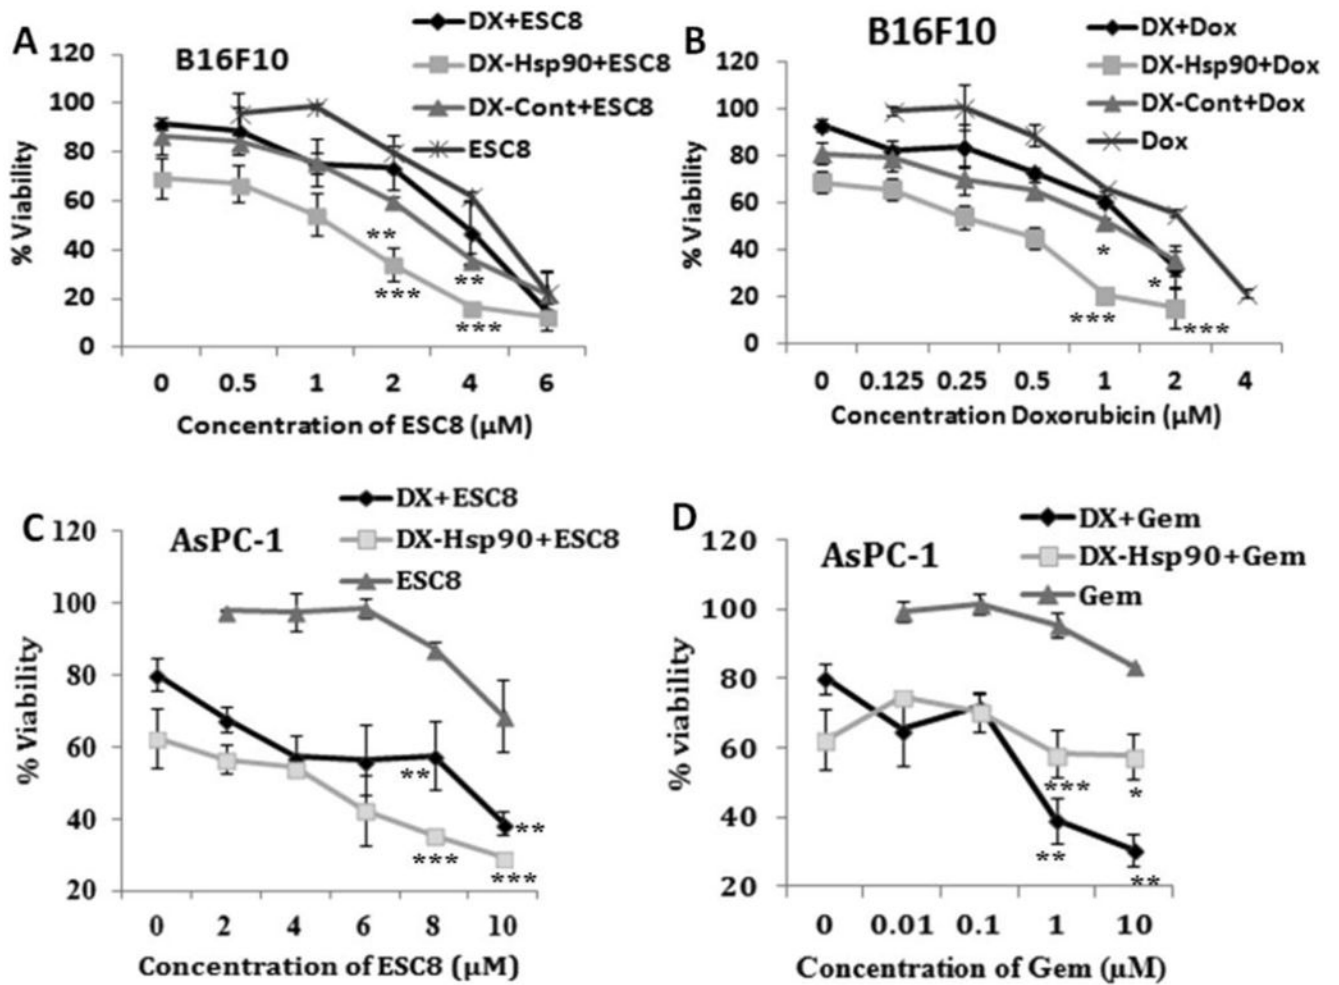 A
B16F10
DX+ESC8
DX-Hsp90+ESC8
DX-Cont+ESC8
ESC8
% Viability
120
100
80
60
40
20
0
**
***
**
***
0 0.5 1 2 4 6
Concentration of ESC8 (µM)
B
B16F10
DX+Dox
DX-Hsp90+Dox
DX-Cont+Dox
Dox
% Viability
120
100
80
60
40
20
0
*
***
*
***
0 0.125 0.25 0.5 1 2 4
Concentration Doxorubicin (µM)
C
AsPC-1
DX+ESC8
DX-Hsp90+ESC8
ESC8
% Viability
120
100
80
60
40
20
**
***
**
***
0 2 4 6 8 10
Concentration of ESC8 (µM)
D
AsPC-1
DX+Gem
DX-Hsp90+Gem
Gem
% viability
120
100
80
60
40
20
***
*
**
**
0 0.01 0.1 1 10
Concentration of Gem (µM)